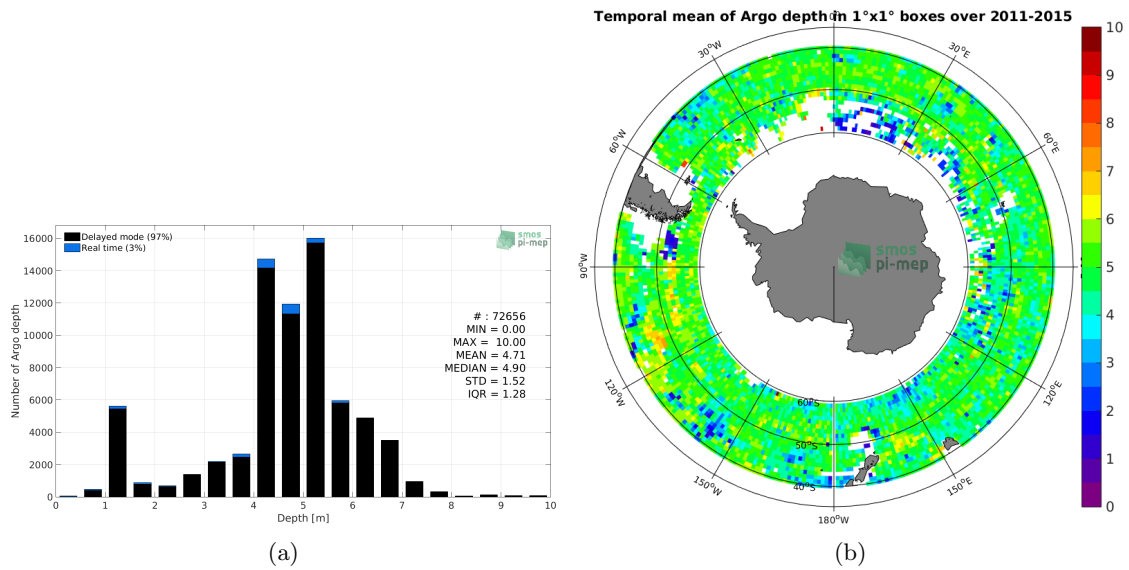 Delayed mode (97%)
Real time (3%)
smos
pi-mep
# : 72656
MIN = 0.00
MAX = 10.00
MEAN = 4.71
MEDIAN = 4.90
STD = 1.52
IQR = 1.28
Number of Argo depth
16000
14000
12000
10000
8000
6000
4000
2000
0
0 1 2 3 4 5 6 7 8 9 10
Depth [m]
(a)
Temporal mean of Argo depth in 1°x1° boxes over 2011-2015
30°W
30°E
60°W
60°E
90°W
120°W
120°E
150°W
150°E
180°W
60°S
50°S
40°S
smos
pi-mep
10
9
8
7
6
5
4
3
2
1
0
(b)